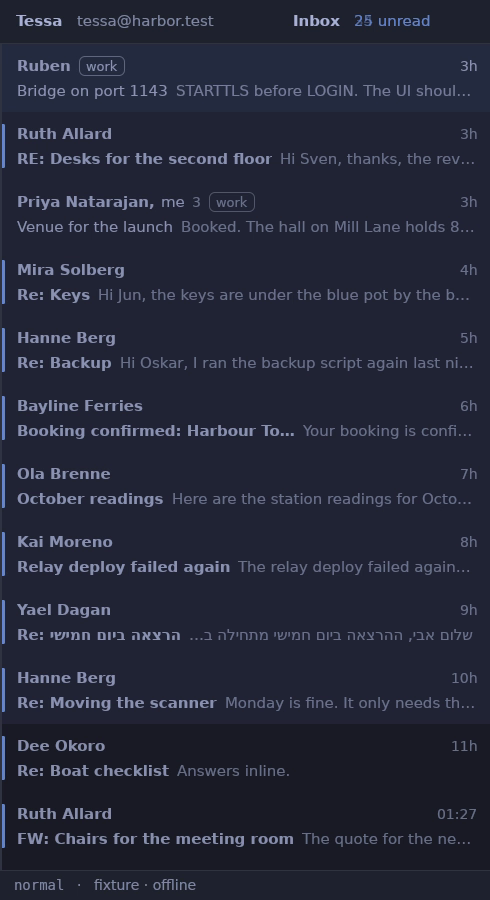 Tessa tessa@harbor.test Inbox unread
Ruben work 3h
Bridge on port 1143 STARTTLS before LOGIN. The UI shoul…
Ruth Allard 3h
RE: Desks for the second floor Hi Sven, thanks, the rev…
Priya Natarajan, me 3 work 3h
Venue for the launch Booked. The hall on Mill Lane holds 8…
Mira Solberg 4h
Re: Keys Hi Jun, the keys are under the blue pot by the b…
Hanne Berg 5h
Re: Backup Hi Oskar, I ran the backup script again last ni…
Bayline Ferries 6h
Booking confirmed: Harbour To… Your booking is confi…
Ola Brenne 7h
October readings Here are the station readings for Octo…
Kai Moreno 8h
Relay deploy failed again The relay deploy failed again…
Yael Dagan 9h
Re: הרצאה ביום חמישי שלום אבי, ההרצאה ביום חמישי מתחילה ב…
Hanne Berg 10h
Re: Moving the scanner Monday is fine. It only needs th…
Dee Okoro 11h
Re: Boat checklist Answers inline.
Ruth Allard 01:27
FW: Chairs for the meeting room The quote for the ne…
normal · fixture · offline